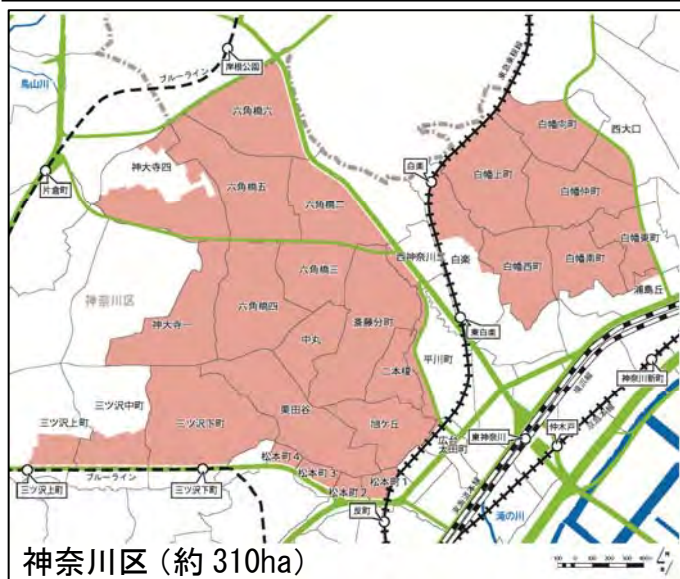 岸根公園
ブルーライン
鳥山川
東急東横線
六角橋六
神大寺四
白楽
白幡向町
西大口
片倉町
六角橋五
六角橋二
白幡上町
白幡仲町
白幡東町
西神奈川三
白楽
白幡西町
白幡南町
浦島丘
六角橋三
神奈川区
六角橋四
神大寺一
中丸
斎藤分町
東白楽
平川町
二本榎
神奈川新町
三ツ沢中町
三ツ沢上町
三ツ沢下町
栗田谷
旭ケ丘
広台太田町
東神奈川
仲木戸
松本町4
松本町3
松本町2
松本町1
ブルーライン
三ツ沢上町
三ツ沢下町
反町
滝の川
神奈川区(約310ha)